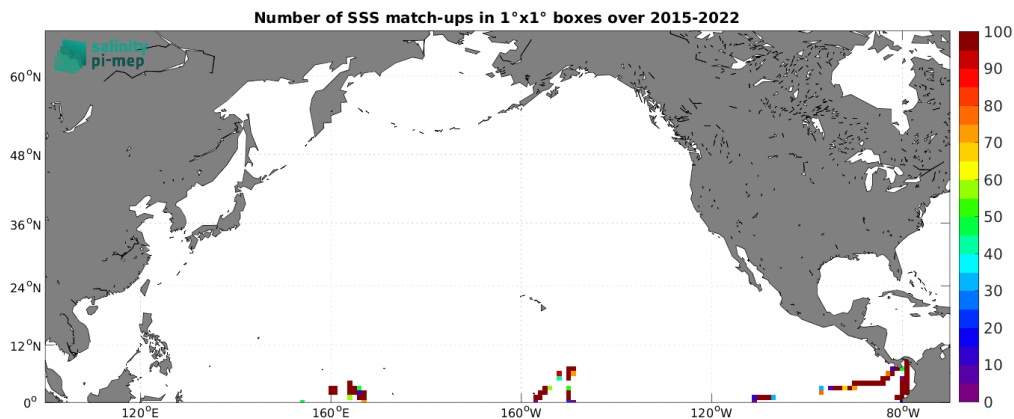 Number of SSS match-ups in 1°x1° boxes over 2015-2022
salinity
pi-mep
60°N
48°N
36°N
24°N
12°N
0°
120°E
160°E
160°W
120°W
80°W
100
90
80
70
60
50
40
30
20
10
0